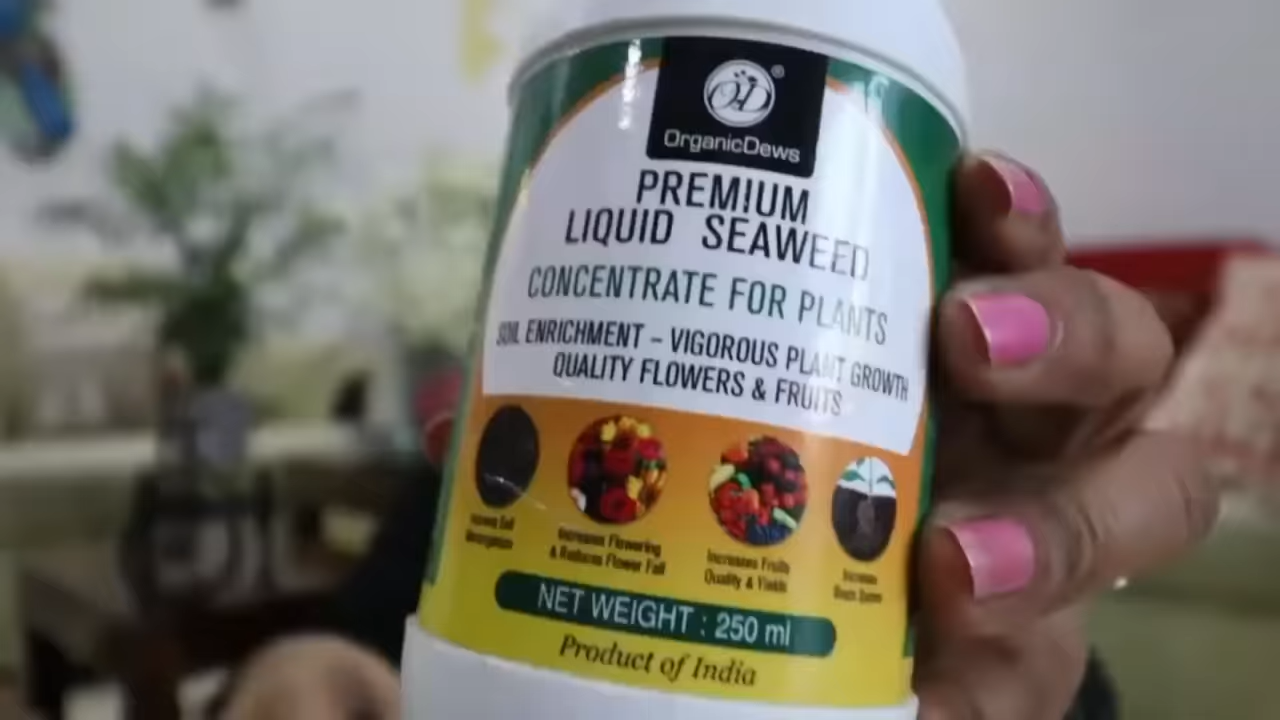 ®
OrganicDews
PREMIUM
LIQUID SEAWEED
CONCENTRATE FOR PLANTS
SOIL ENRICHMENT - VIGOROUS PLANT GROWTH
QUALITY FLOWERS & FRUITS
Increases Flowering
& Reduces Flower Fall
Increases Fruits
Quality & Yields
NET WEIGHT : 250 ml
Product of India